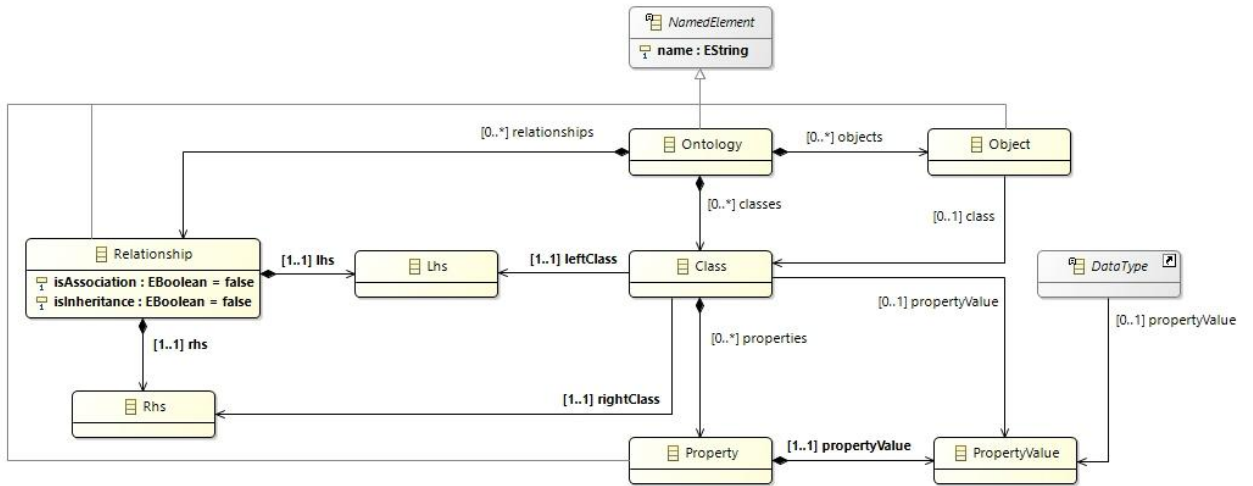 NamedElement
name : EString
[0..*] relationships
Ontology
[0..*] objects
Object
[0..*] classes
[0..1] class
Relationship
isAssociation : EBoolean = false
isInheritance : EBoolean = false
[1..1] lhs
Lhs
[1..1] leftClass
Class
DataType
[0..1] propertyValue
[0..1] propertyValue
[1..1] rhs
[0..*] properties
Rhs
[1..1] rightClass
Property
[1..1] propertyValue
PropertyValue